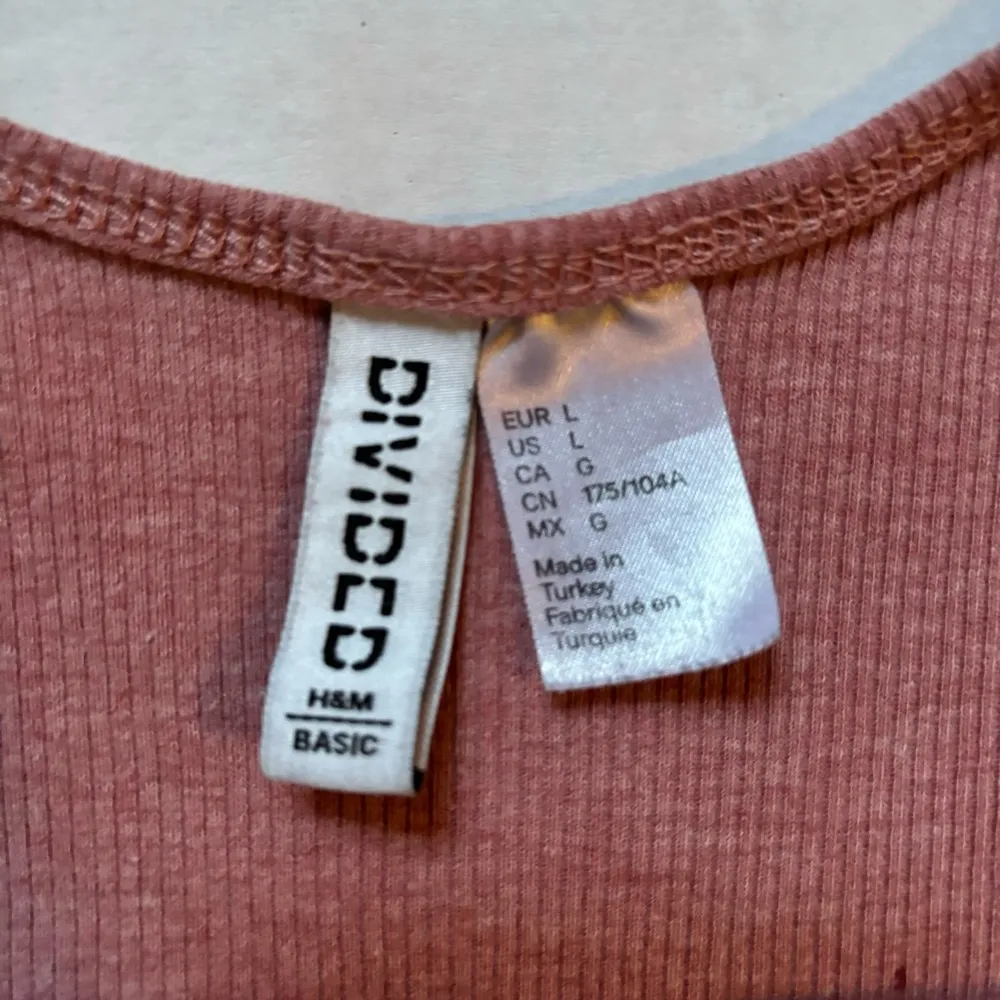 DIVIDED
H&M
BASIC
EUR L
US L
CA G
CN 175/104A
MX G
Made in
Turkey
Fabriqué en
Turquie